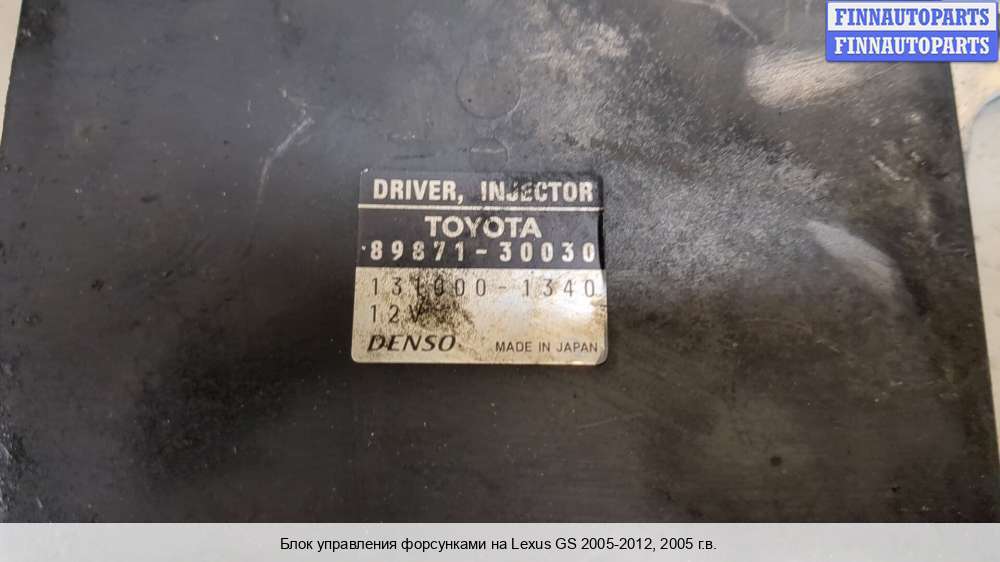 FINNAUTOPARTS
FINNAUTOPARTS
DRIVER, INJECTOR
TOYOTA
89871-30030
131000-1340
12V
DENSO MADE IN JAPAN
Блок управления форсунками на Lexus GS 2005-2012, 2005 г.в.